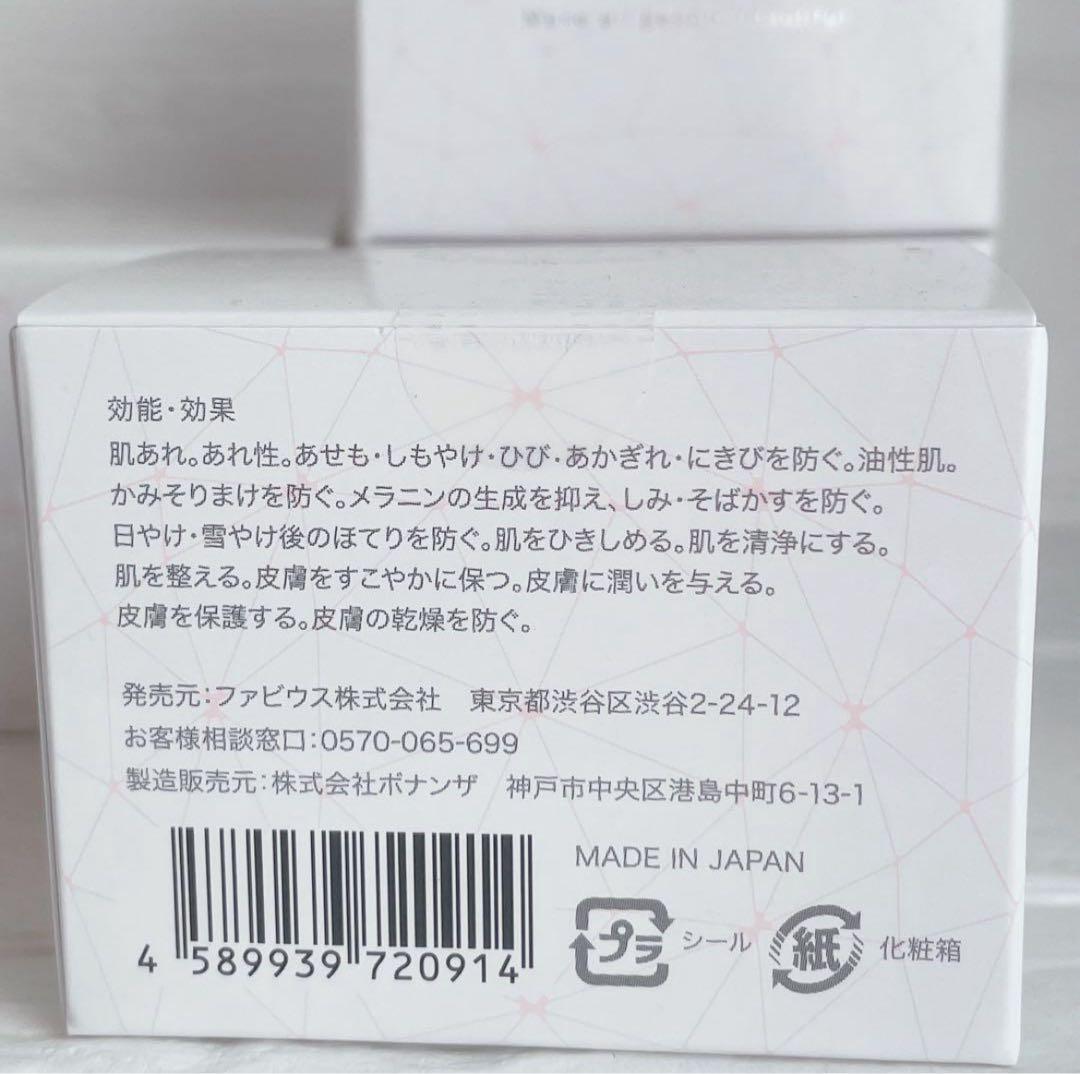 効能・効果
肌あれ。あれ性。あせも・しもやけ・ひび・あかぎれ・にきびを防ぐ。油性肌。
かみそりまけを防ぐ。メラニンの生成を抑え、しみ・そばかすを防ぐ。
日やけ・雪やけ後のほてりを防ぐ。肌をひきしめる。肌を清浄にする。
肌を整える。皮膚をすこやかに保つ。皮膚に潤いを与える。
皮膚を保護する。皮膚の乾燥を防ぐ。
発売元:ファビウス株式会社 東京都渋谷区渋谷2-24-12
お客様相談窓口:0570-065-699
製造販売元:株式会社ボナンザ 神戸市中央区港島中町6-13-1
MADE IN JAPAN
プラ シール 紙 化粧箱
4 589939 720914